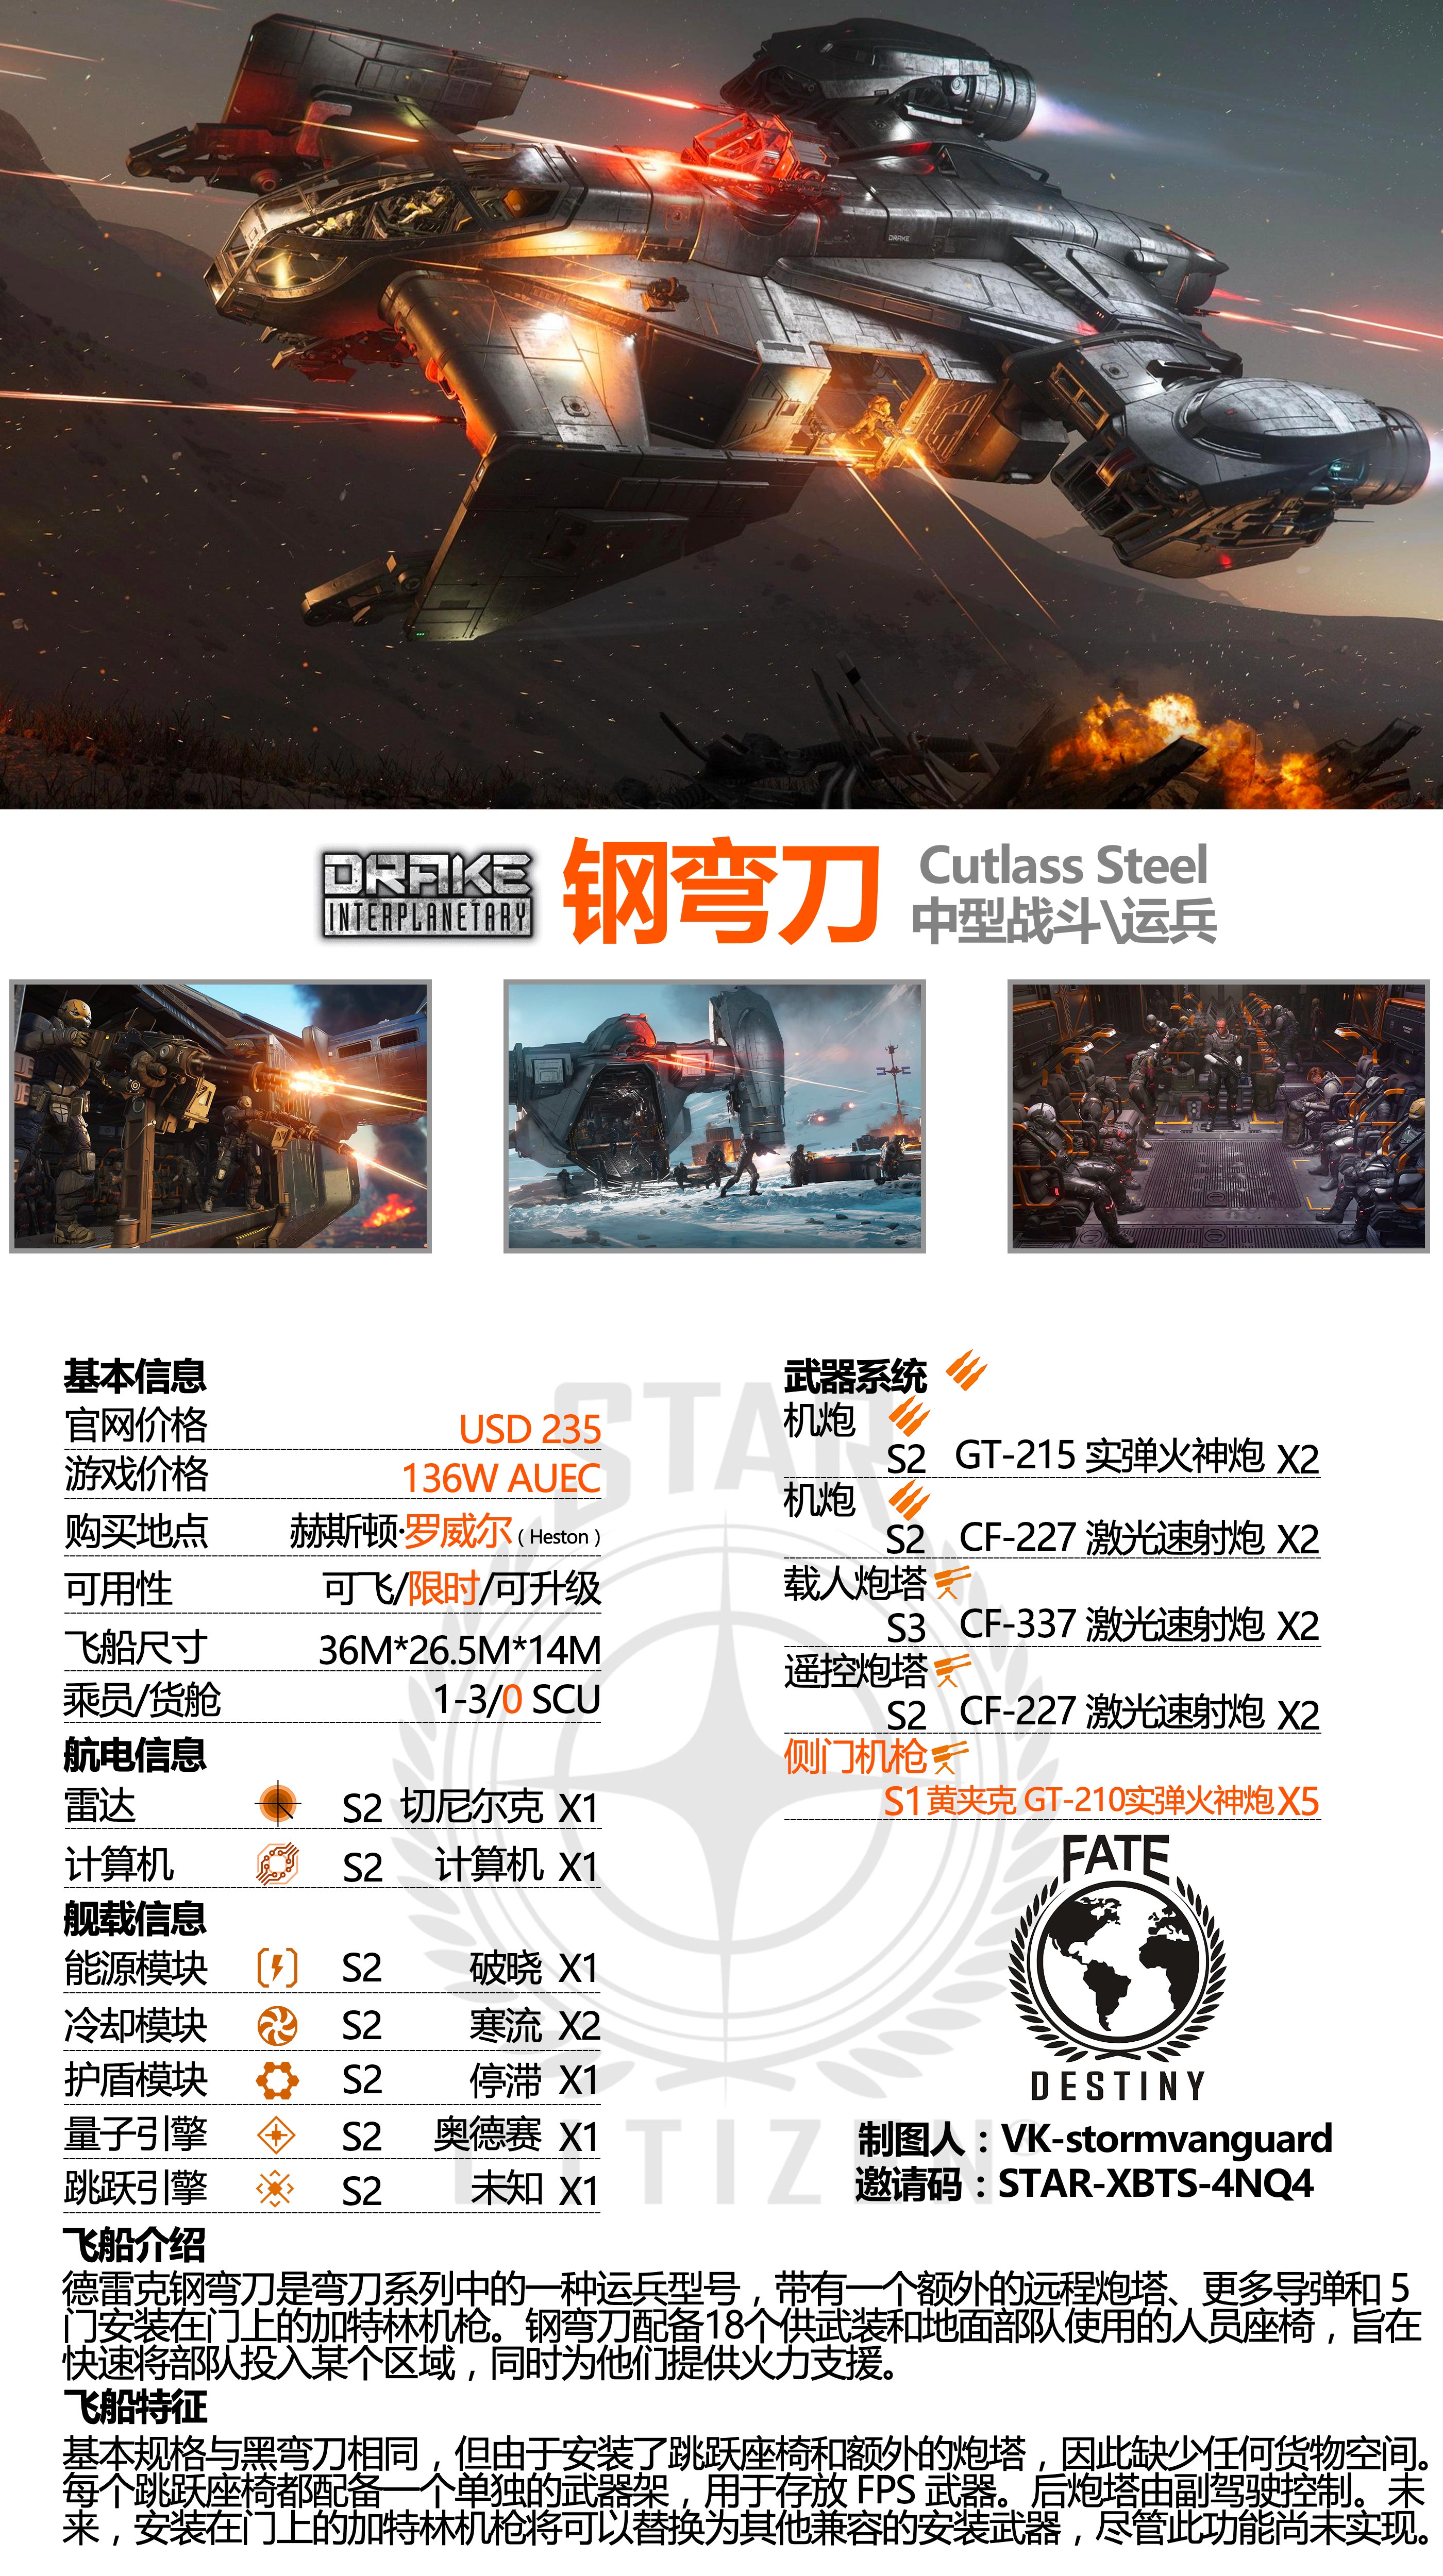 DRAKE
DRAKE
INTERPLANETARY
钢弯刀
Cutlass Steel
中型战斗\运兵
基本信息
官网价格 USD 235
游戏价格 136W AUEC
购买地点 赫斯顿·罗威尔（Heston）
可用性 可飞/限时/可升级
飞船尺寸 36M*26.5M*14M
乘员/货舱 1-3/0 SCU
航电信息
雷达 S2 切尼尔克 X1
计算机 S2 计算机 X1
舰载信息
能源模块 S2 破晓 X1
冷却模块 S2 寒流 X2
护盾模块 S2 停滞 X1
量子引擎 S2 奥德赛 X1
跳跃引擎 S2 未知 X1
武器系统
机炮
S2 GT-215 实弹火神炮 X2
机炮
S2 CF-227 激光速射炮 X2
载人炮塔
S3 CF-337 激光速射炮 X2
遥控炮塔
S2 CF-227 激光速射炮 X2
侧门机枪
S1 黄夹克 GT-210实弹火神炮 X5
STAR
CITIZEN
FATE
DESTINY
制图人：VK-stormvanguard
邀请码：STAR-XBTS-4NQ4
飞船介绍
德雷克钢弯刀是弯刀系列中的一种运兵型号，带有一个额外的远程炮塔、更多导弹和 5
门安装在门上的加特林机枪。钢弯刀配备18个供武装和地面部队使用的人员座椅，旨在
快速将部队投入某个区域，同时为他们提供火力支援。
飞船特征
基本规格与黑弯刀相同，但由于安装了跳跃座椅和额外的炮塔，因此缺少任何货物空间。
每个跳跃座椅都配备一个单独的武器架，用于存放 FPS 武器。后炮塔由副驾驶控制。未
来，安装在门上的加特林机枪将可以替换为其他兼容的安装武器，尽管此功能尚未实现。